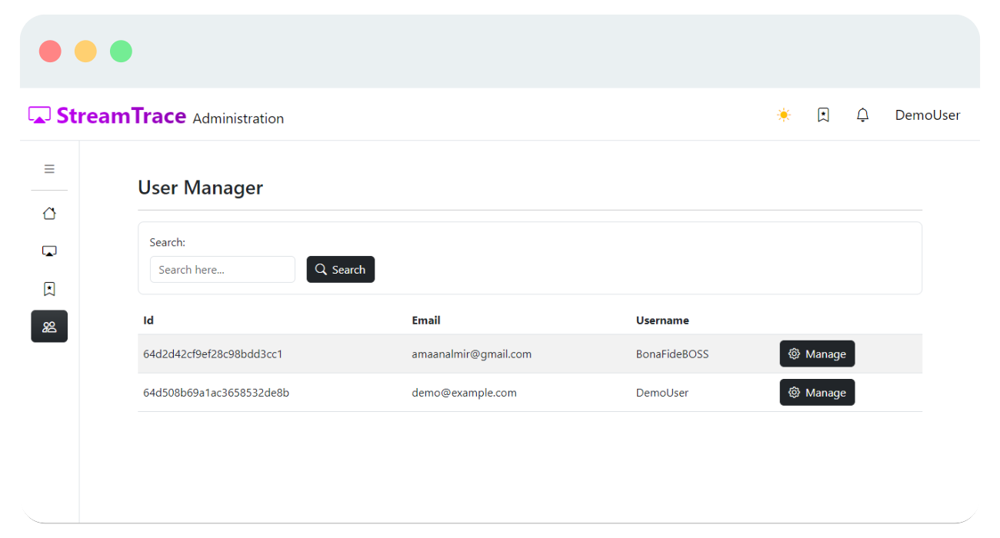 StreamTrace Administration DemoUser
User Manager
Search:
Search here... Search
Id Email Username
64d2d42cf9ef28c98bdd3cc1 amaanalmir@gmail.com BonaFideBOSS Manage
64d508b69a1ac3658532de8b demo@example.com DemoUser Manage